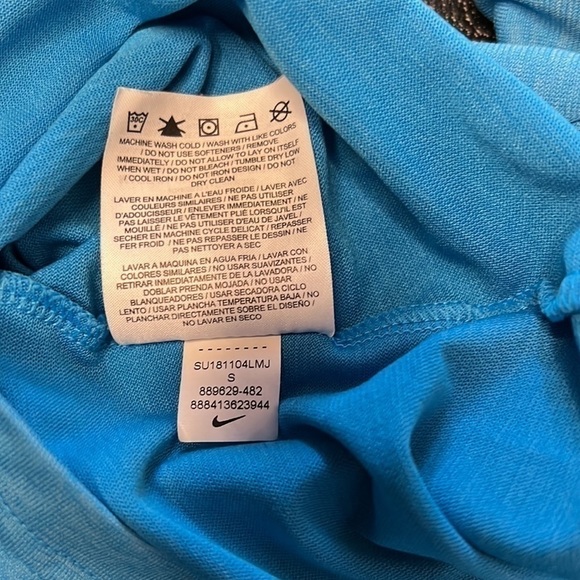 30C
MACHINE WASH COLD / WASH WITH LIKE COLORS
/ DO NOT USE SOFTENERS / REMOVE
IMMEDIATELY / DO NOT ALLOW TO LAY ON ITSELF
WHEN WET / DO NOT BLEACH / TUMBLE DRY LOW
/ COOL IRON / DO NOT IRON DESIGN / DO NOT
DRY CLEAN
LAVER EN MACHINE A L'EAU FROIDE / LAVER AVEC
COULEURS SIMILAIRES / NE PAS UTILISER
D'ADOUCISSEUR / ENLEVER IMMEDIATEMENT / NE
PAS LAISSER LE VÊTEMENT PLIÉ LORSQU'IL EST
MOUILLÉ / NE PAS UTILISER D'EAU DE JAVEL /
SECHER EN MACHINE CYCLE DELICAT / REPASSER
FER FROID / NE PAS REPASSER LE DESSIN / NE
PAS NETTOYER A SEC
LAVAR A MAQUINA EN AGUA FRIA / LAVAR CON
COLORES SIMILARES / NO USAR SUAVIZANTES /
RETIRAR INMEDIATAMENTE DE LA LAVADORA / NO
DOBLAR PRENDA MOJADA / NO USAR
BLANQUEADORES / USAR SECADORA CICLO
LENTO / USAR PLANCHA TEMPERATURA BAJA / NO
PLANCHAR DIRECTAMENTE SOBRE EL DISEÑO /
NO LAVAR EN SECO
SU181104LMJ
S
889629-482
888413623944